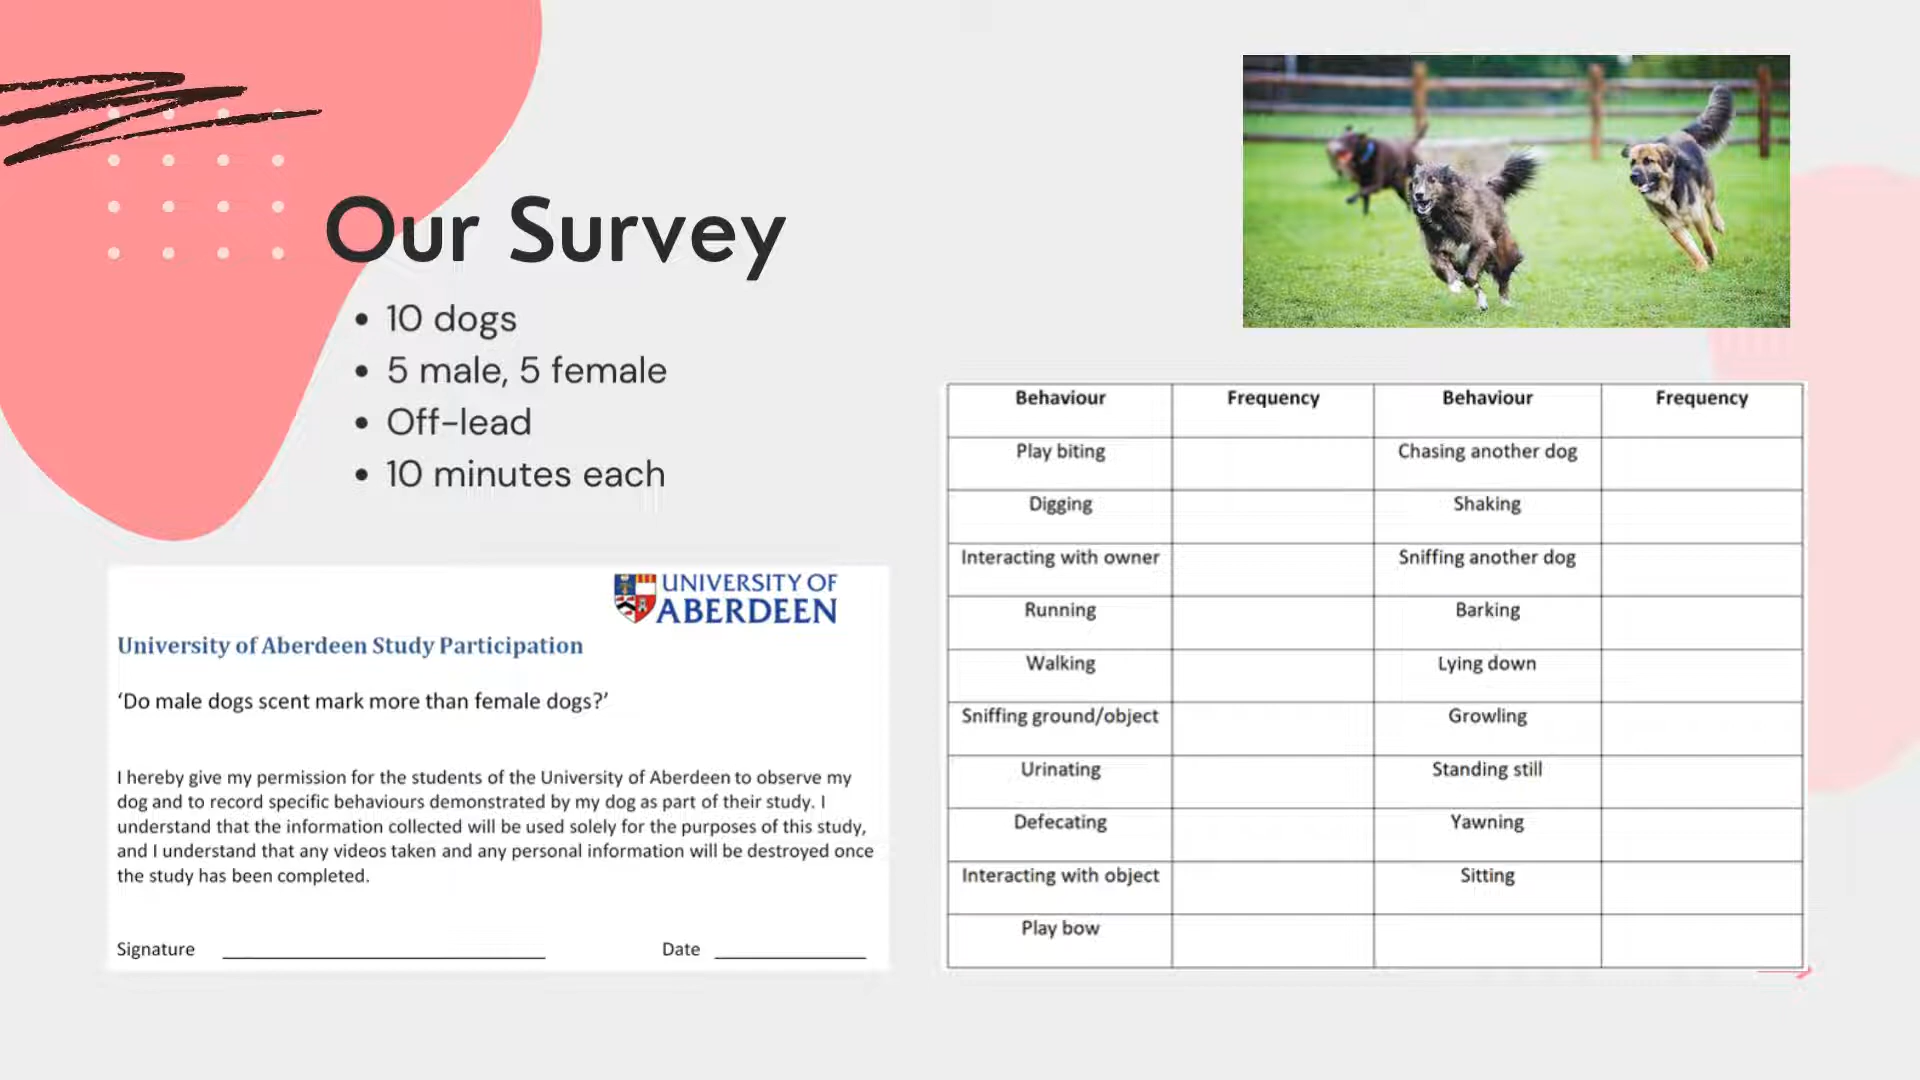 Our Survey
10 dogs
5 male, 5 female
Off-lead
10 minutes each
UNIVERSITY OF
ABERDEEN
University of Aberdeen Study Participation
‘Do male dogs scent mark more than female dogs?’
I hereby give my permission for the students of the University of Aberdeen to observe my
dog and to record specific behaviours demonstrated by my dog as part of their study. I
understand that the information collected will be used solely for the purposes of this study,
and I understand that any videos taken and any personal information will be destroyed once
the study has been completed.
Signature Date
Behaviour Frequency Behaviour Frequency
Play biting Chasing another dog
Digging Shaking
Interacting with owner Sniffing another dog
Running Barking
Walking Lying down
Sniffing ground/object Growling
Urinating Standing still
Defecating Yawning
Interacting with object Sitting
Play bow